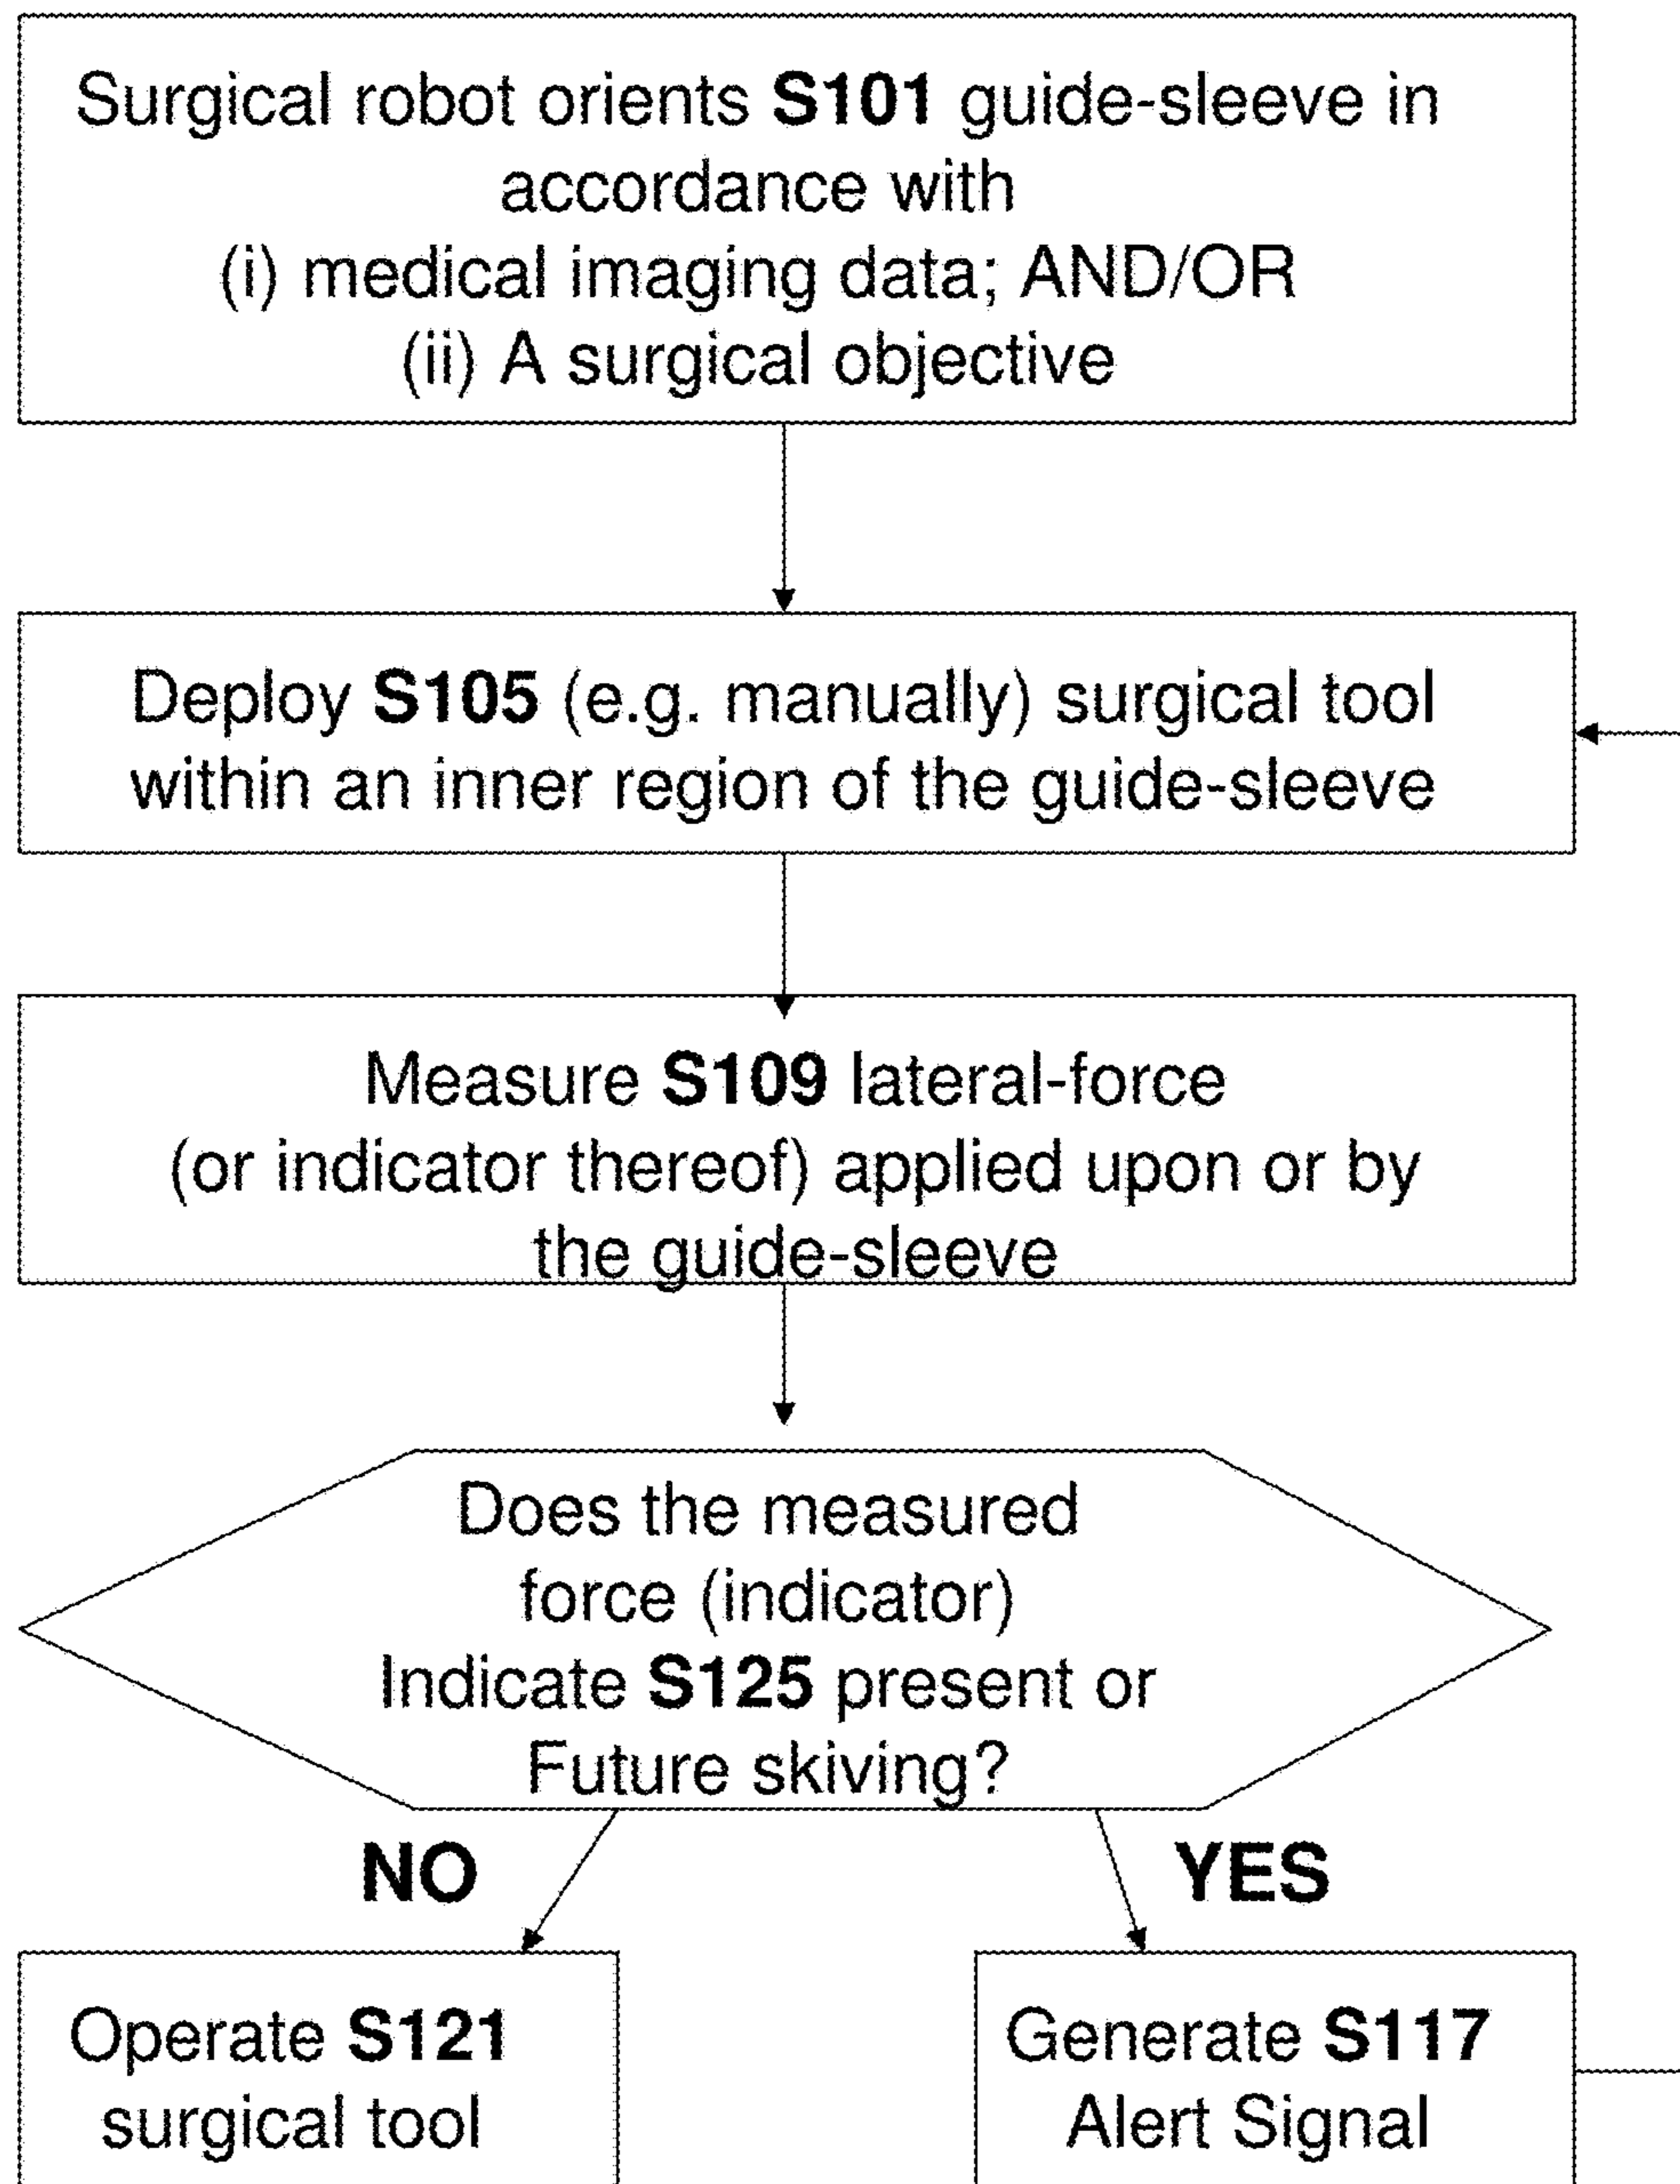 Surgical robot orients S101 guide-sleeve in
accordance with
(i) medical imaging data; AND/OR
(ii) A surgical objective
Deploy S105 (e.g. manually) surgical tool
within an inner region of the guide-sleeve
Measure S109 lateral-force
(or indicator thereof) applied upon or by
the guide-sleeve
Does the measured
force (indicator)
Indicate S125 present or
Future skiving?
NO
YES
Operate S121
surgical tool
Generate S117
Alert Signal